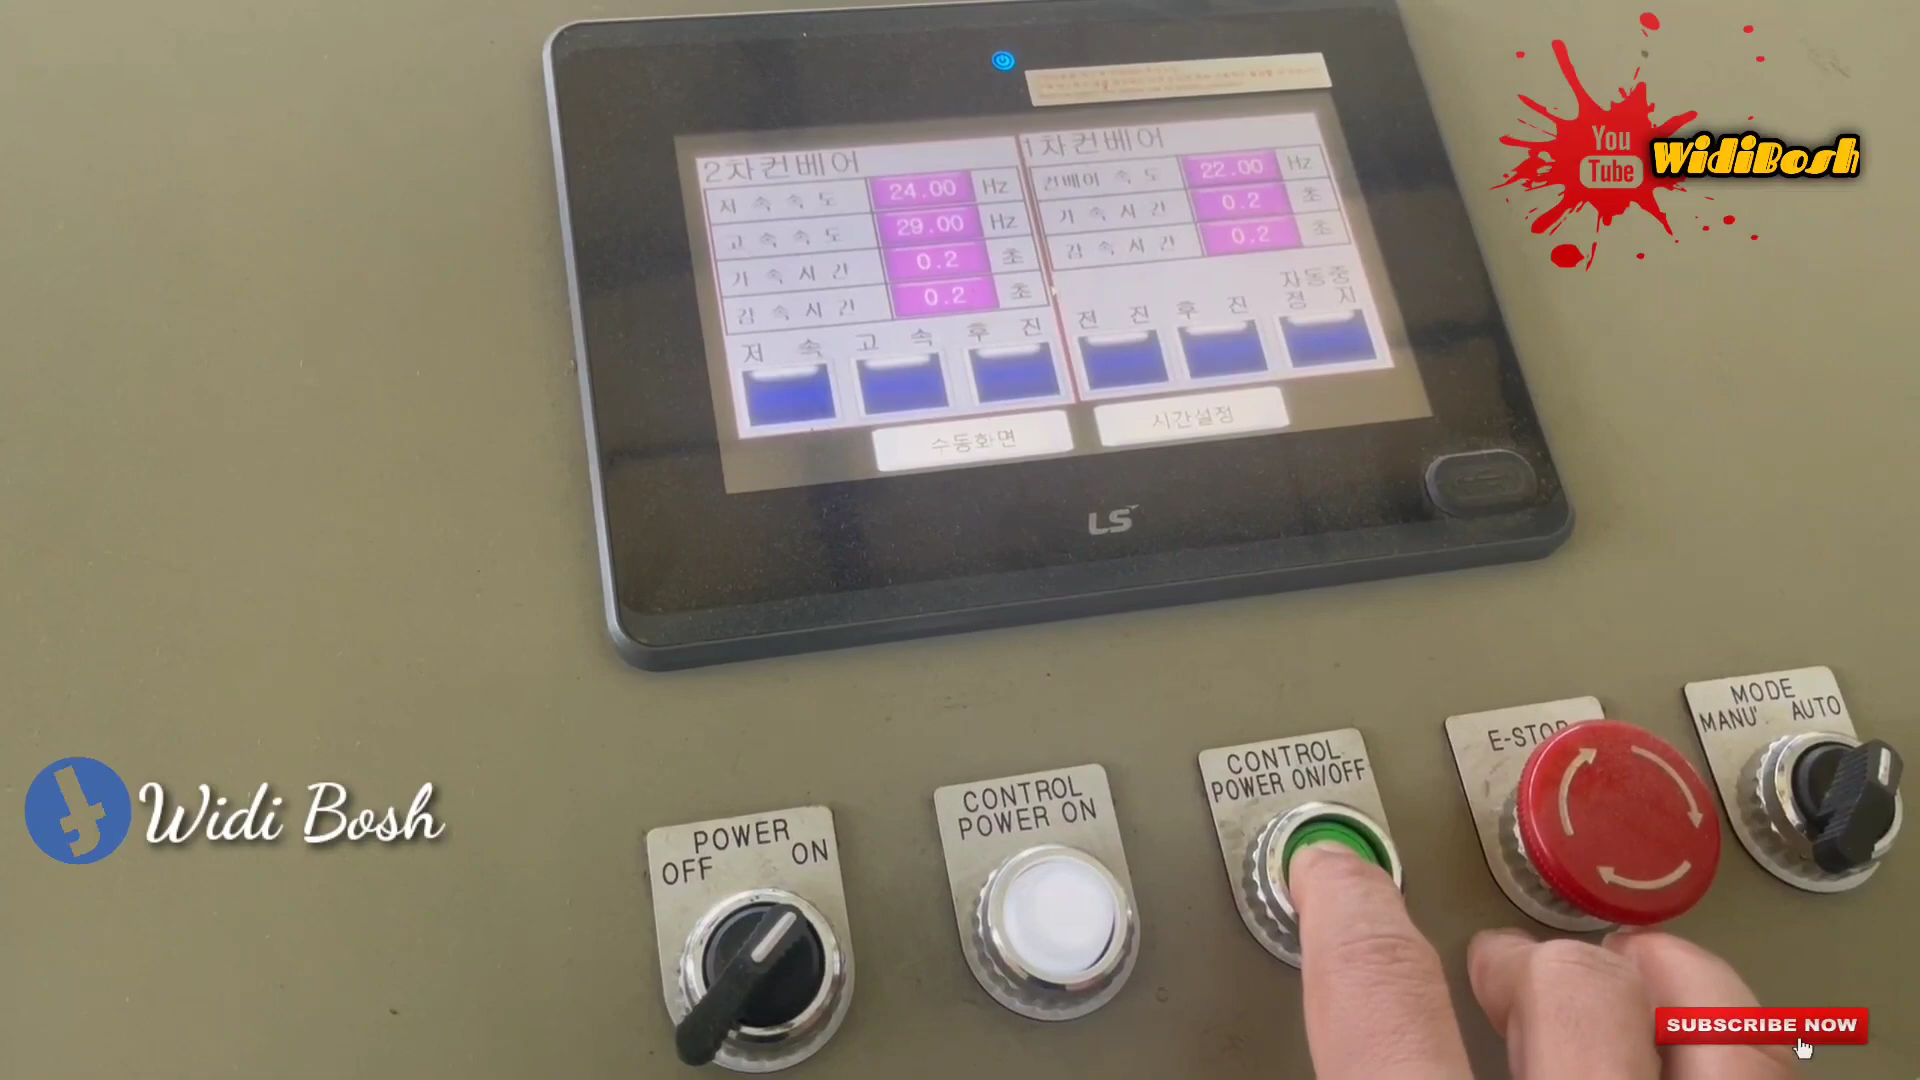 You
Tube
WidiBosh
2차컨베어
저속속도 24.00 Hz
고속속도 29.00 Hz
가속시간 0.2 초
감속시간 0.2 초
저속 고속 후진
1차컨베어
컨베어속도 22.00 Hz
가속시간 0.2 초
감속시간 0.2 초
전진 후진 자동중정지
수동화면
시간설정
LS
MODE
MANU' AUTO
E-STOP
CONTROL
POWER ON/OFF
CONTROL
POWER ON
POWER
OFF ON
Widi Bosh
SUBSCRIBE NOW